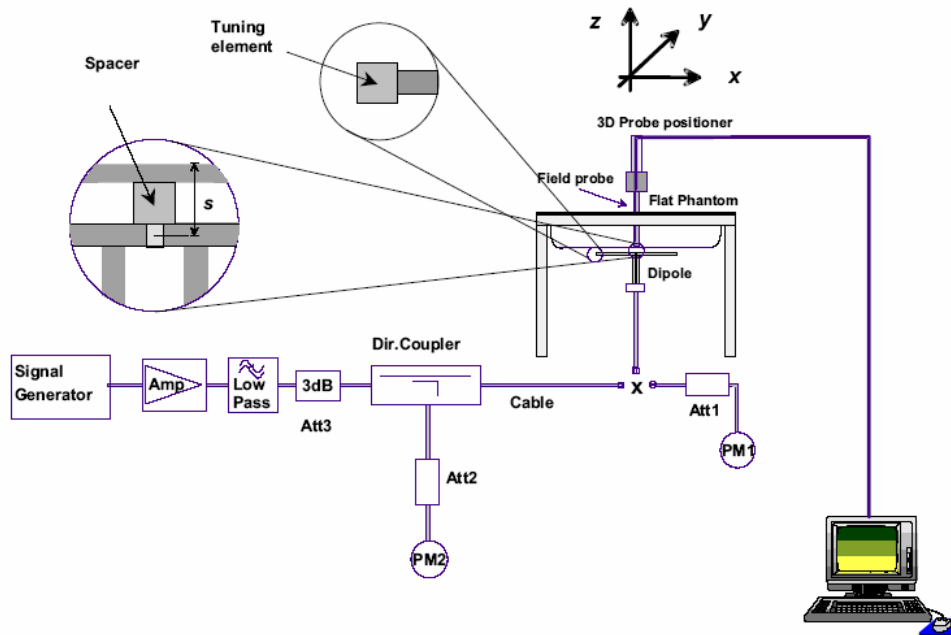 Tuning
element
Spacer
s
z
y
x
3D Probe positioner
Field probe
Flat Phantom
Dipole
Dir.Coupler
Signal
Generator
Amp
Low
Pass
3dB
Att3
Cable
x
Att1
PM1
Att2
PM2